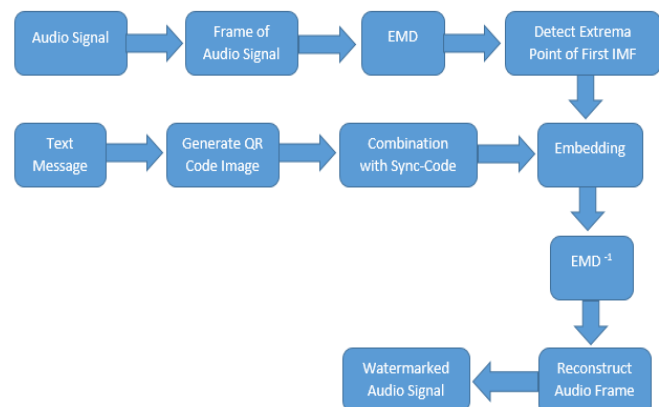 Audio Signal
Frame of
Audio Signal
EMD
Detect Extrema
Point of First IMF
Text
Message
Generate QR
Code Image
Combination
with Sync-Code
Embedding
EMD ⁻¹
Reconstruct
Audio Frame
Watermarked
Audio Signal